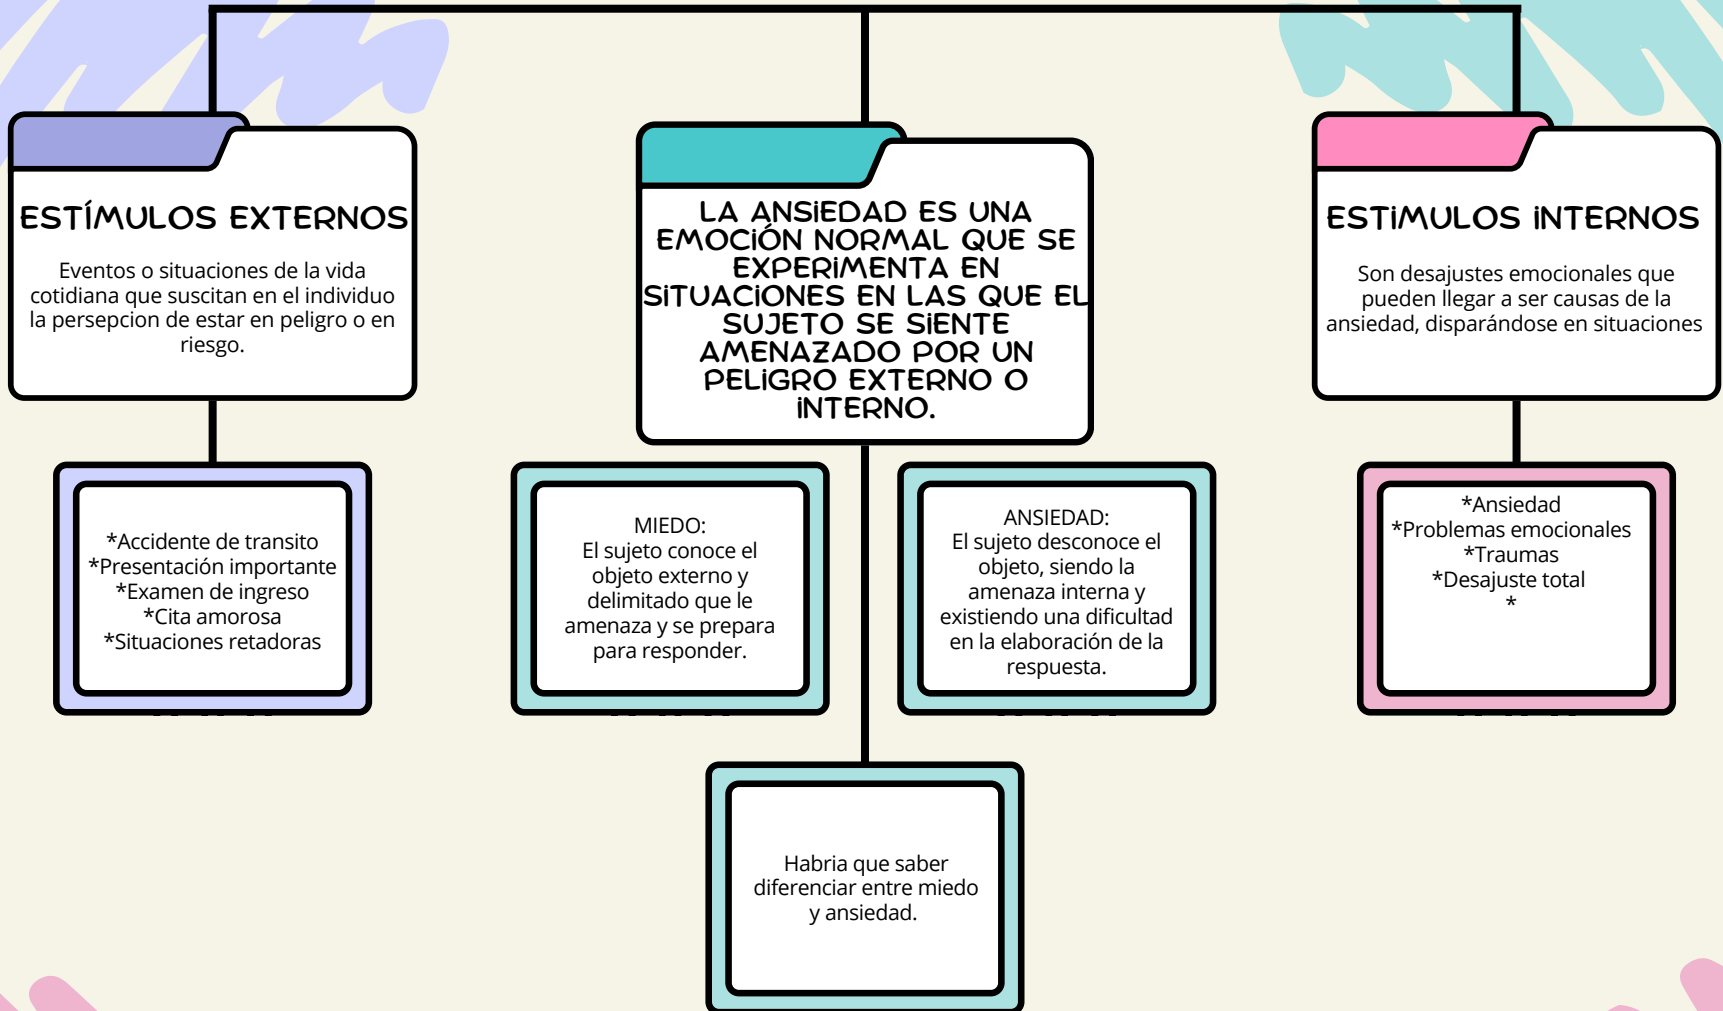 ESTÍMULOS EXTERNOS
Eventos o situaciones de la vida
cotidiana que suscitan en el individuo
la persepcion de estar en peligro o en
riesgo.
*Accidente de transito
*Presentación importante
*Examen de ingreso
*Cita amorosa
*Situaciones retadoras
LA ANSIEDAD ES UNA
EMOCIÓN NORMAL QUE SE
EXPERIMENTA EN
SITUACIONES EN LAS QUE EL
SUJETO SE SIENTE
AMENAZADO POR UN
PELIGRO EXTERNO O
INTERNO.
MIEDO:
El sujeto conoce el
objeto externo y
delimitado que le
amenaza y se prepara
para responder.
ANSIEDAD:
El sujeto desconoce el
objeto, siendo la
amenaza interna y
existiendo una dificultad
en la elaboración de la
respuesta.
Habria que saber
diferenciar entre miedo
y ansiedad.
ESTIMULOS INTERNOS
Son desajustes emocionales que
pueden llegar a ser causas de la
ansiedad, disparándose en situaciones
*Ansiedad
*Problemas emocionales
*Traumas
*Desajuste total
*